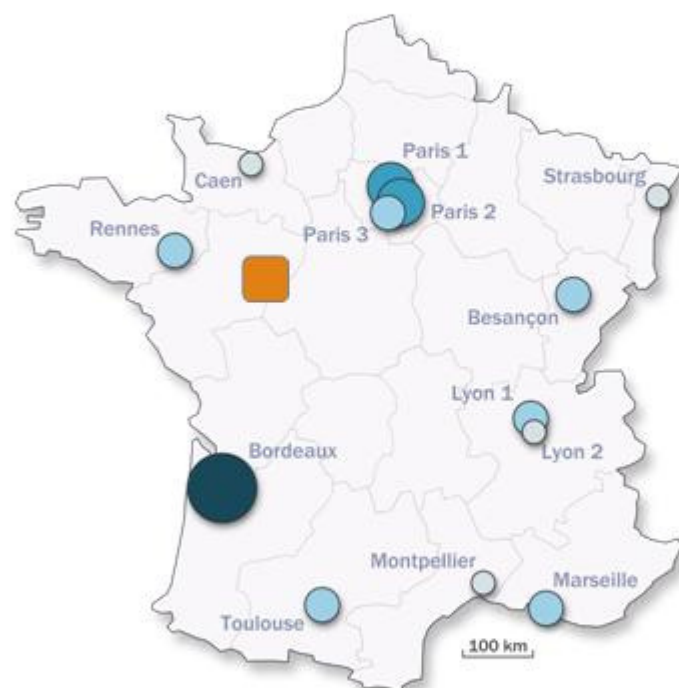 Paris 1
Caen
Strasbourg
Paris 2
Rennes
Paris 3
Besançon
Lyon 1
Bordeaux
Lyon 2
Montpellier
Marseille
Toulouse
100 km